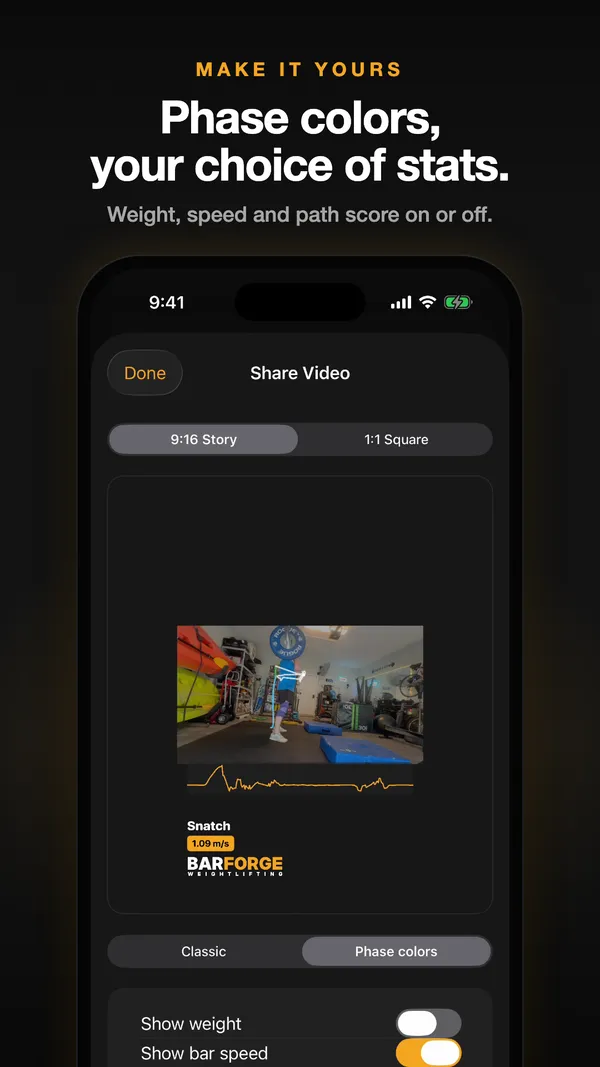 MAKE IT YOURS
Phase colors,
your choice of stats.
Weight, speed and path score on or off.
9:41
Done
Share Video
9:16 Story
1:1 Square
Snatch
1.09 m/s
BARFORGE
WEIGHTLIFTING
Classic
Phase colors
Show weight
Show bar speed